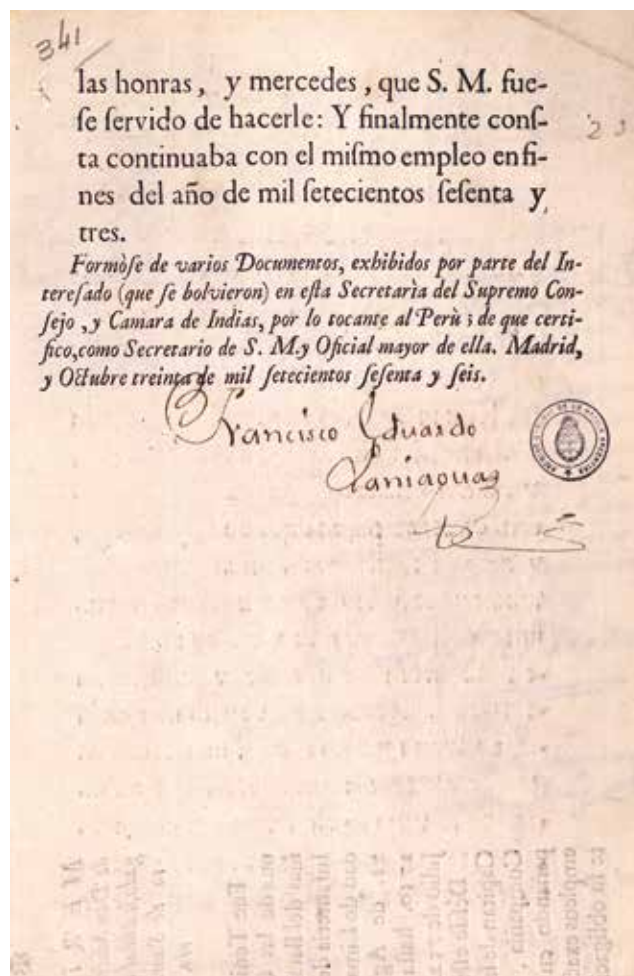 341
las honras, y mercedes, que S. M. fue-
ſe ſervido de hacerle: Y finalmente conſ-
23
ta continuaba con el miſmo empleo en fi-
nes del año de mil ſetecientos ſeſenta y
tres.
Formòſe de varios Documentos, exhibidos por parte del In-
tereſado (que ſe bolvieron) en eſta Secretarìa del Supremo Con-
ſejo, y Camara de Indias, por lo tocante al Perù; de que certi-
fico, como Secretario de S. M. y Oficial mayor de ella. Madrid,
y Octubre treinta de mil ſetecientos ſeſenta y ſeis.
Francisco Eduardo
Paniagua